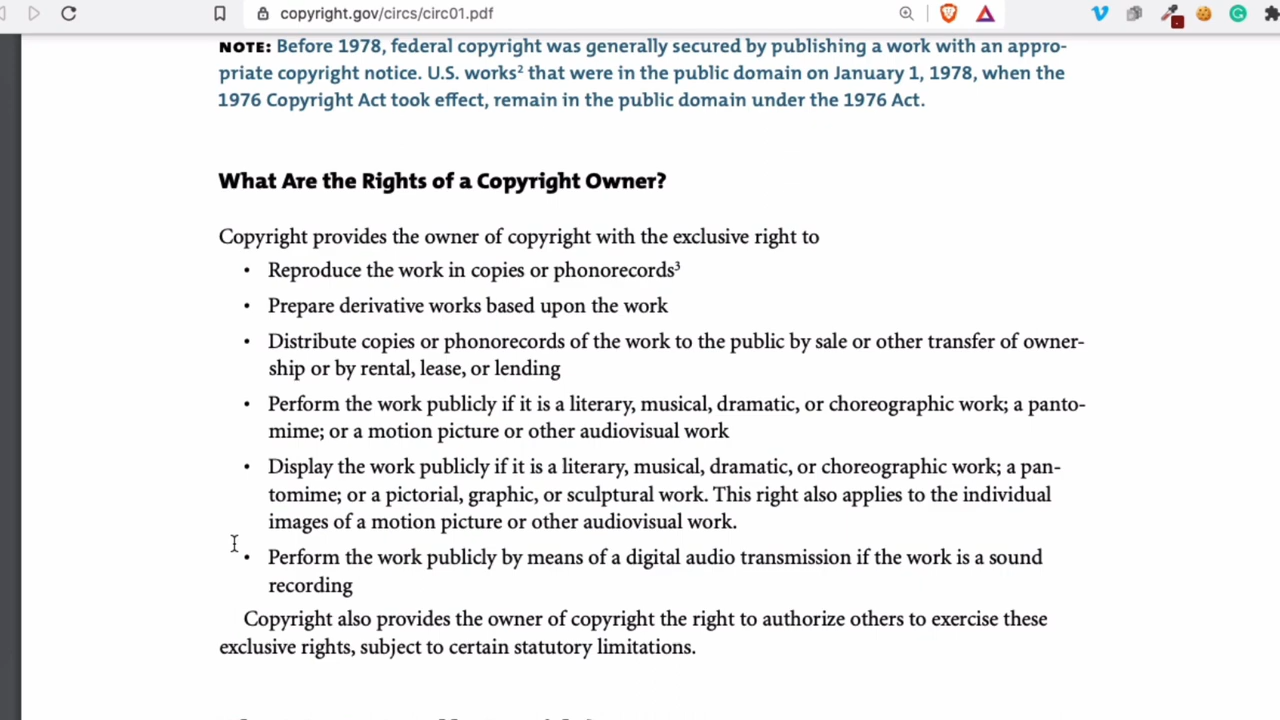 copyright.gov/circs/circ01.pdf
NOTE: Before 1978, federal copyright was generally secured by publishing a work with an appro-
priate copyright notice. U.S. works² that were in the public domain on January 1, 1978, when the
1976 Copyright Act took effect, remain in the public domain under the 1976 Act.
What Are the Rights of a Copyright Owner?
Copyright provides the owner of copyright with the exclusive right to
• Reproduce the work in copies or phonorecords³
• Prepare derivative works based upon the work
• Distribute copies or phonorecords of the work to the public by sale or other transfer of owner-
ship or by rental, lease, or lending
• Perform the work publicly if it is a literary, musical, dramatic, or choreographic work; a panto-
mime; or a motion picture or other audiovisual work
• Display the work publicly if it is a literary, musical, dramatic, or choreographic work; a pan-
tomime; or a pictorial, graphic, or sculptural work. This right also applies to the individual
images of a motion picture or other audiovisual work.
• Perform the work publicly by means of a digital audio transmission if the work is a sound
recording
Copyright also provides the owner of copyright the right to authorize others to exercise these
exclusive rights, subject to certain statutory limitations.